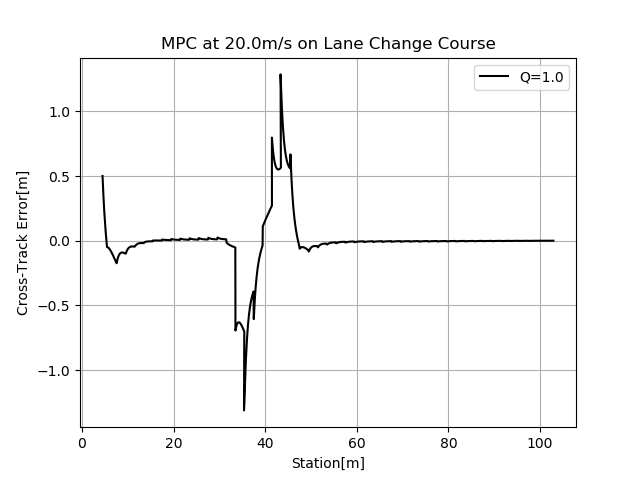 MPC at 20.0m/s on Lane Change Course
Q=1.0
Cross-Track Error[m]
1.0
0.5
0.0
−0.5
−1.0
0 20 40 60 80 100
Station[m]